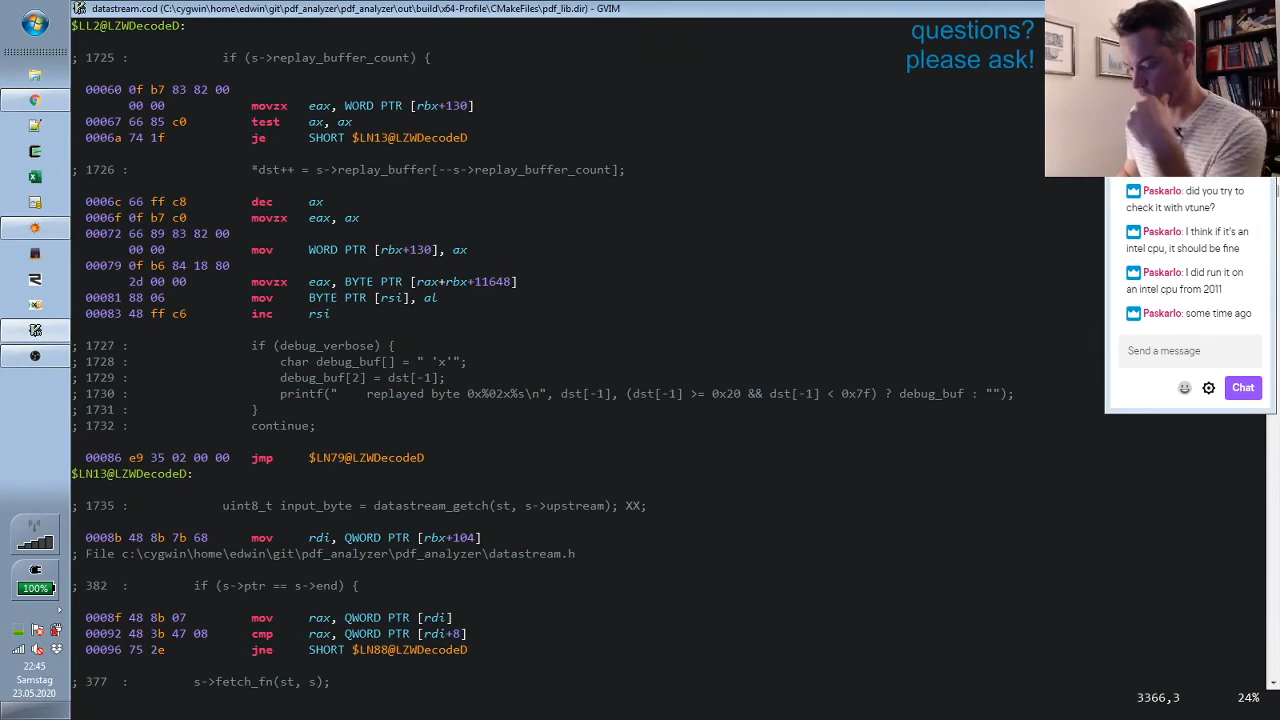 datastream.cod (C:\cygwin\home\edwin\git\pdf_analyzer\pdf_analyzer\out\build\x64-Profile\CMakeFiles\pdf_lib.dir) - GVIM
$LL2@LZWDecodeD:
; 1725 : if (s->replay_buffer_count) {
00060 0f b7 83 82 00
00 00 movzx eax, WORD PTR [rbx+130]
00067 66 85 c0 test ax, ax
0006a 74 1f je SHORT $LN13@LZWDecodeD
; 1726 : *dst++ = s->replay_buffer[--s->replay_buffer_count];
0006c 66 ff c8 dec ax
0006f 0f b7 c0 movzx eax, ax
00072 66 89 83 82 00
00 00 mov WORD PTR [rbx+130], ax
00079 0f b6 84 18 80
2d 00 00 movzx eax, BYTE PTR [rax+rbx+11648]
00081 88 06 mov BYTE PTR [rsi], al
00083 48 ff c6 inc rsi
; 1727 : if (debug_verbose) {
; 1728 : char debug_buf[] = " 'x'";
; 1729 : debug_buf[2] = dst[-1];
; 1730 : printf(" replayed byte 0x%02x%s\n", dst[-1], (dst[-1] >= 0x20 && dst[-1] < 0x7f) ? debug_buf : "");
; 1731 : }
; 1732 : continue;
00086 e9 35 02 00 00 jmp $LN79@LZWDecodeD
$LN13@LZWDecodeD:
; 1735 : uint8_t input_byte = datastream_getch(st, s->upstream); XX;
0008b 48 8b 7b 68 mov rdi, QWORD PTR [rbx+104]
; File c:\cygwin\home\edwin\git\pdf_analyzer\pdf_analyzer\datastream.h
; 382 : if (s->ptr == s->end) {
0008f 48 8b 07 mov rax, QWORD PTR [rdi]
00092 48 3b 47 08 cmp rax, QWORD PTR [rdi+8]
00096 75 2e jne SHORT $LN88@LZWDecodeD
; 377 : s->fetch_fn(st, s);
3366,3 24%
questions?
please ask!
Paskarlo: did you try to
check it with vtune?
Paskarlo: I think if it's an
intel cpu, it should be fine
Paskarlo: I did run it on
an intel cpu from 2011
Paskarlo: some time ago
Send a message
Chat
100%
22:45
Samstag
23.05.2020